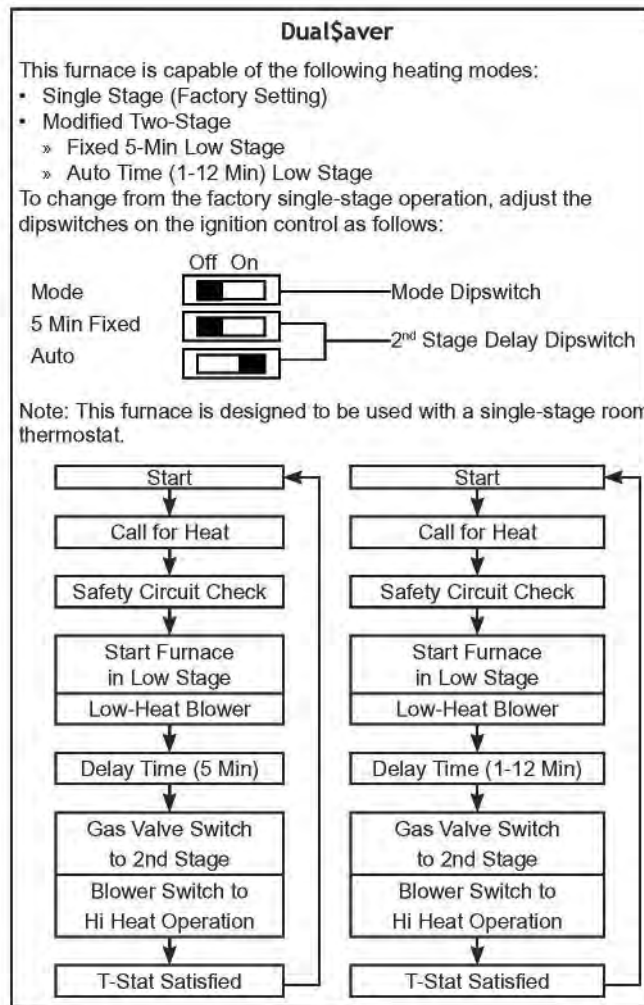 Dual$aver
This furnace is capable of the following heating modes:
• Single Stage (Factory Setting)
• Modified Two-Stage
» Fixed 5-Min Low Stage
» Auto Time (1-12 Min) Low Stage
To change from the factory single-stage operation, adjust the
dipswitches on the ignition control as follows:
Off On
Mode
Mode Dipswitch
5 Min Fixed
2nd Stage Delay Dipswitch
Auto
Note: This furnace is designed to be used with a single-stage room
thermostat.
Start
Call for Heat
Safety Circuit Check
Start Furnace
in Low Stage
Low-Heat Blower
Delay Time (5 Min)
Gas Valve Switch
to 2nd Stage
Blower Switch to
Hi Heat Operation
T-Stat Satisfied
Start
Call for Heat
Safety Circuit Check
Start Furnace
in Low Stage
Low-Heat Blower
Delay Time (1-12 Min)
Gas Valve Switch
to 2nd Stage
Blower Switch to
Hi Heat Operation
T-Stat Satisfied